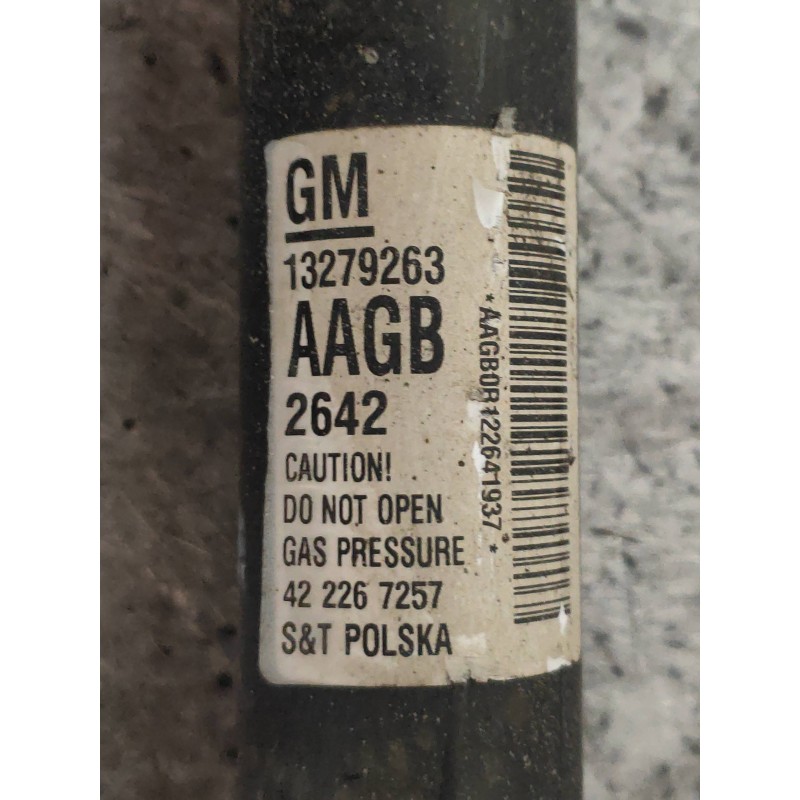 GM
13279263
AAGB
2642
CAUTION!
DO NOT OPEN
GAS PRESSURE
42 226 7257
S&T POLSKA
*AAGB0R122641937*